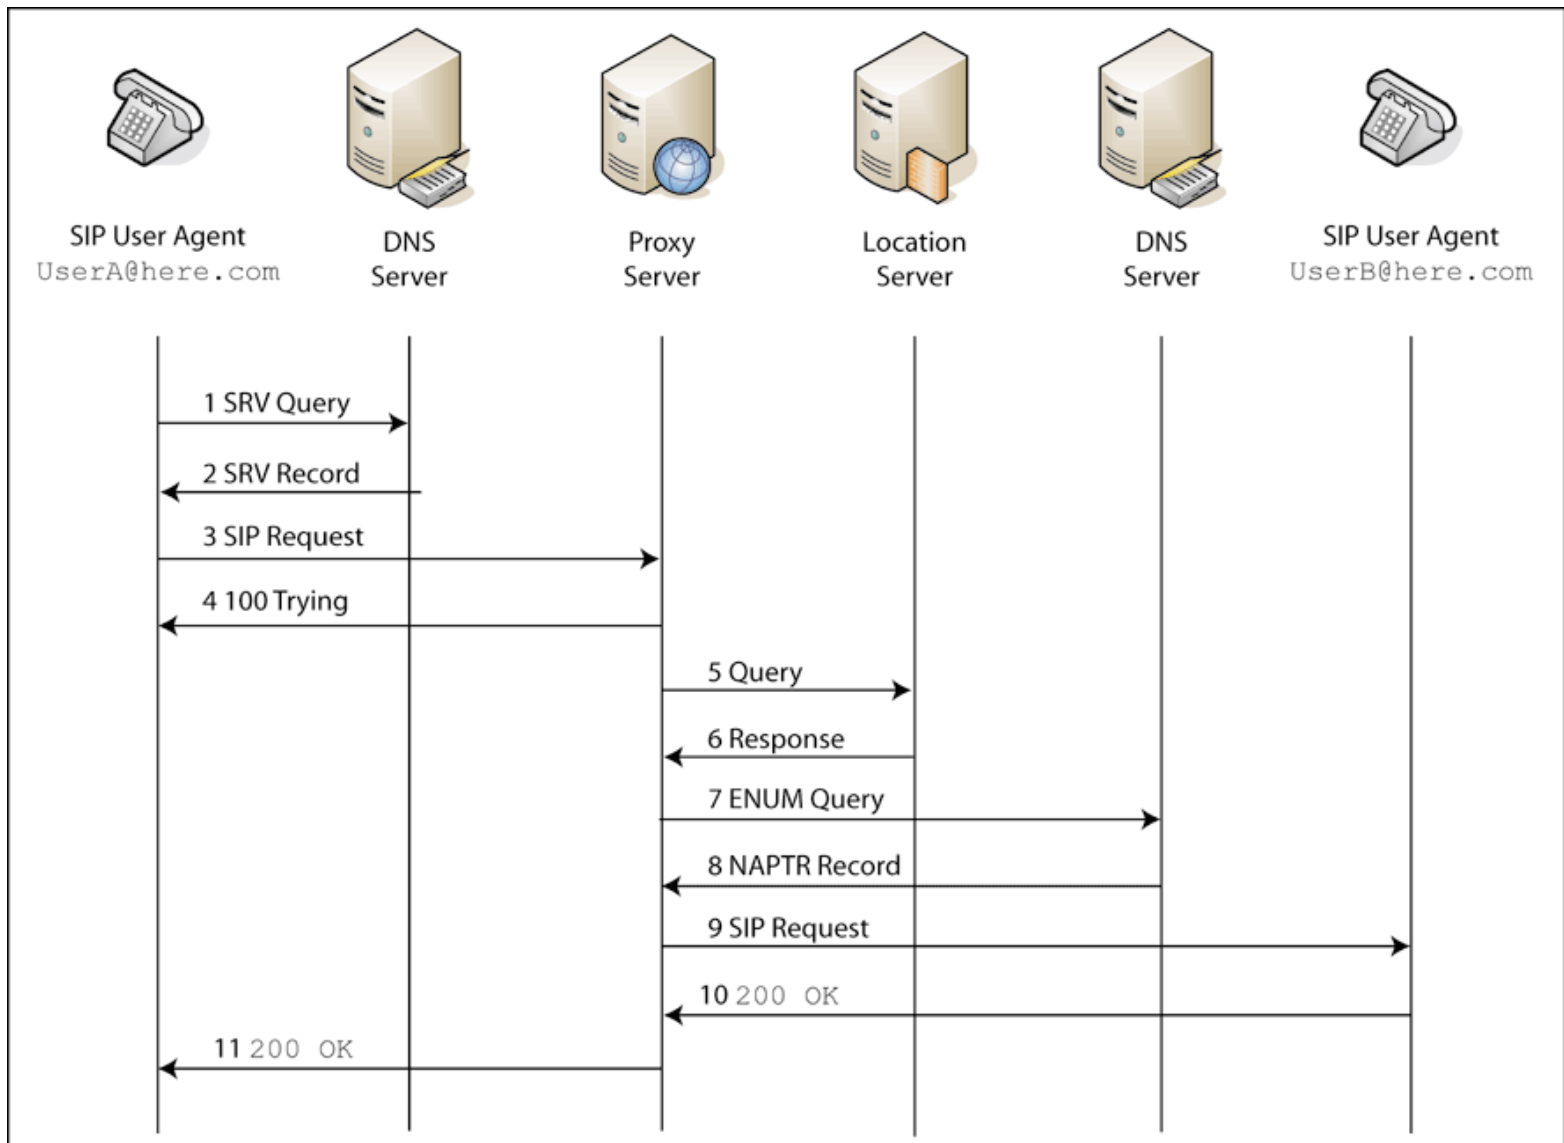 SIP User Agent
UserA@here.com
DNS
Server
Proxy
Server
Location
Server
DNS
Server
SIP User Agent
UserB@here.com
1 SRV Query
2 SRV Record
3 SIP Request
4 100 Trying
5 Query
6 Response
7 ENUM Query
8 NAPTR Record
9 SIP Request
10 200 OK
11 200 OK